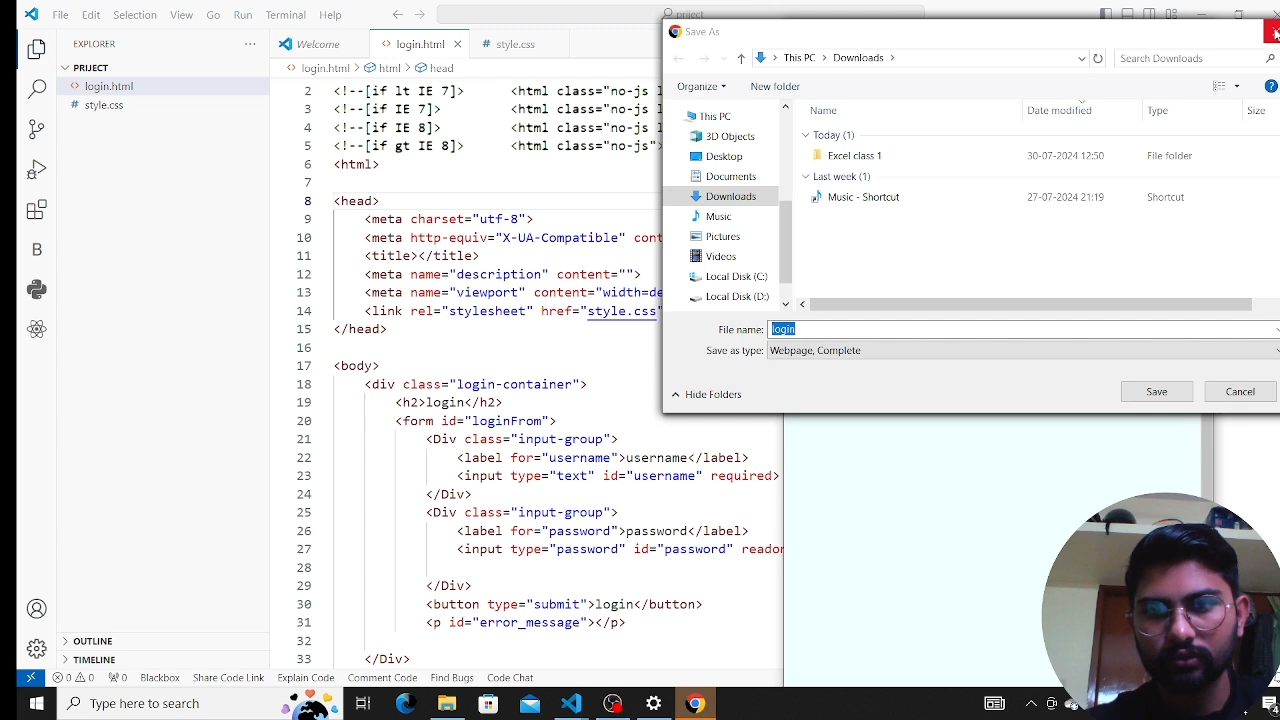 File Edit Selection View Go Run Terminal Help
priject
EXPLORER
Welcome
login.html
style.css
PRIT
login.html
style.css
login.html > html > head
2 <!--[if lt IE 7]> <html class="no-js l
3 <!--[if IE 7]> <html class="no-js l
4 <!--[if IE 8]> <html class="no-js l
5 <!--[if gt IE 8]> <html class="no-js">
6 <html>
7
8 <head>
9 <meta charset="utf-8">
10 <meta http-equiv="X-UA-Compatible" cont
11 <title></title>
12 <meta name="description" content="">
13 <meta name="viewport" content="width=de
14 <link rel="stylesheet" href="style.css"
15 </head>
16
17 <body>
18 <div class="login-container">
19 <h2>login</h2>
20 <form id="loginFrom">
21 <Div class="input-group">
22 <label for="username">username</label>
23 <input type="text" id="username" required>
24 </Div>
25 <Div class="input-group">
26 <label for="password">password</label>
27 <input type="password" id="password" reador
28
29 </Div>
30 <button type="submit">login</button>
31 <p id="error_message"></p>
32
33 </Div>
OUTLINE
TIMELINE
0 0 0 Blackbox Share Code Link Explain Code Comment Code Find Bugs Code Chat
Type here to search
Save As
This PC > Downloads >
Search Downloads
Organize
New folder
This PC
3D Objects
Desktop
Documents
Downloads
Music
Pictures
Videos
Local Disk (C:)
Local Disk (D:)
Name Date modified Type Size
Today (1)
Excel class 1 30-07-2024 12:50 File folder
Last week (1)
Music - Shortcut 27-07-2024 21:19 Shortcut
File name: login
Save as type: Webpage, Complete
Hide Folders
Save
Cancel